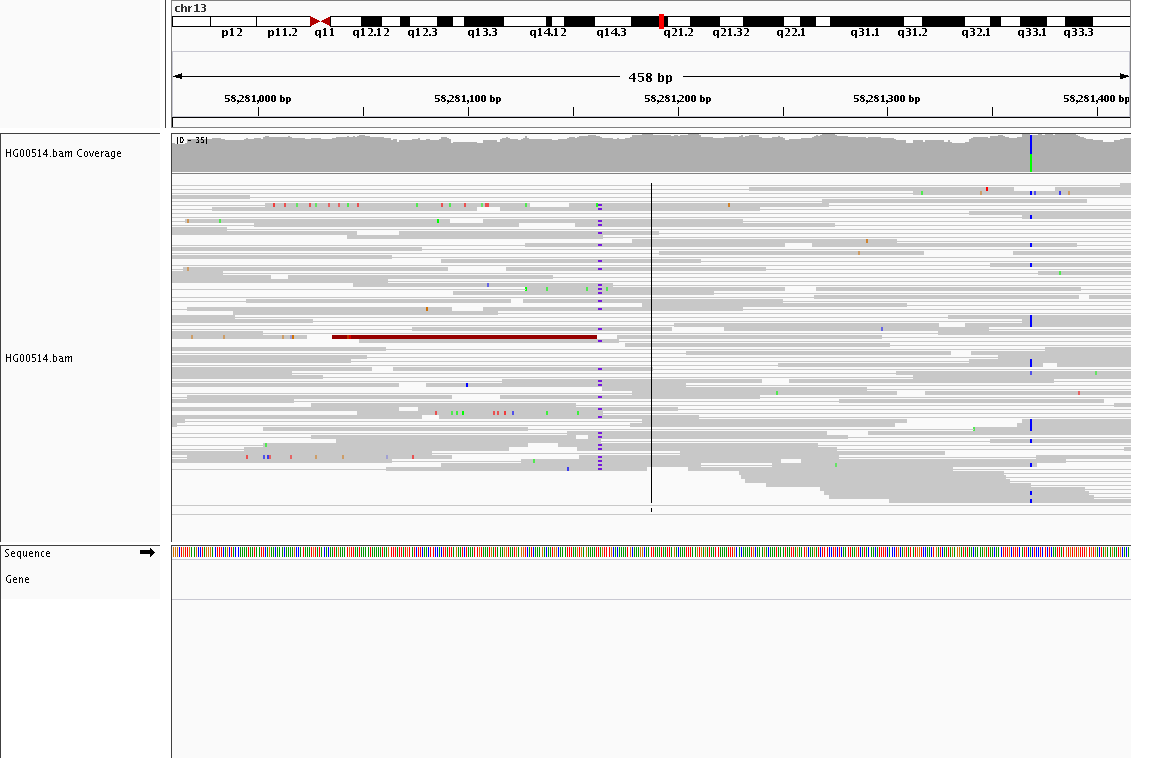 chr13
p12 p11.2 q11 q12.12 q12.3 q13.3 q14.12 q14.3 q21.2 q21.32 q22.1 q31.1 q31.2 q32.1 q33.1 q33.3
458 bp
58,281,000 bp 58,281,100 bp 58,281,200 bp 58,281,300 bp 58,281,400 bp
[0 - 35]
HG00514.bam Coverage
HG00514.bam
Sequence
Gene